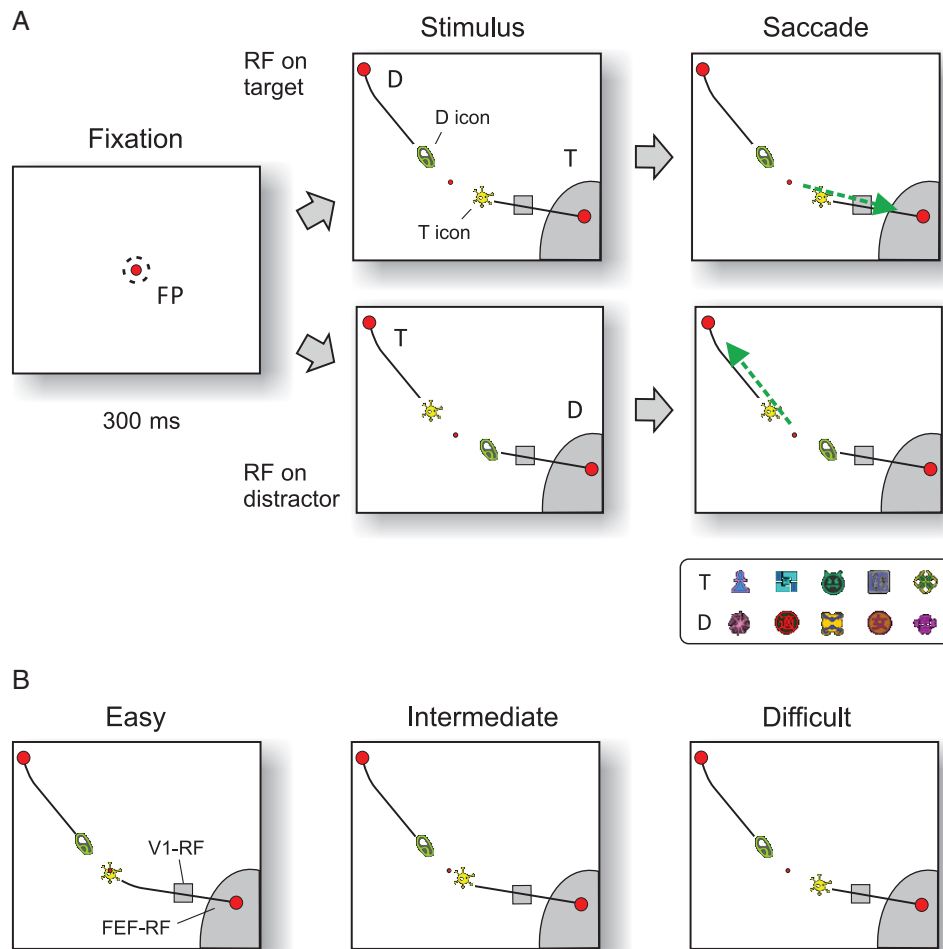 A
Stimulus
Saccade
RF on
target
D
D icon
T
T icon
Fixation
FP
300 ms
T
D
RF on
distractor
T
D
B
Easy
Intermediate
Difficult
V1-RF
FEF-RF